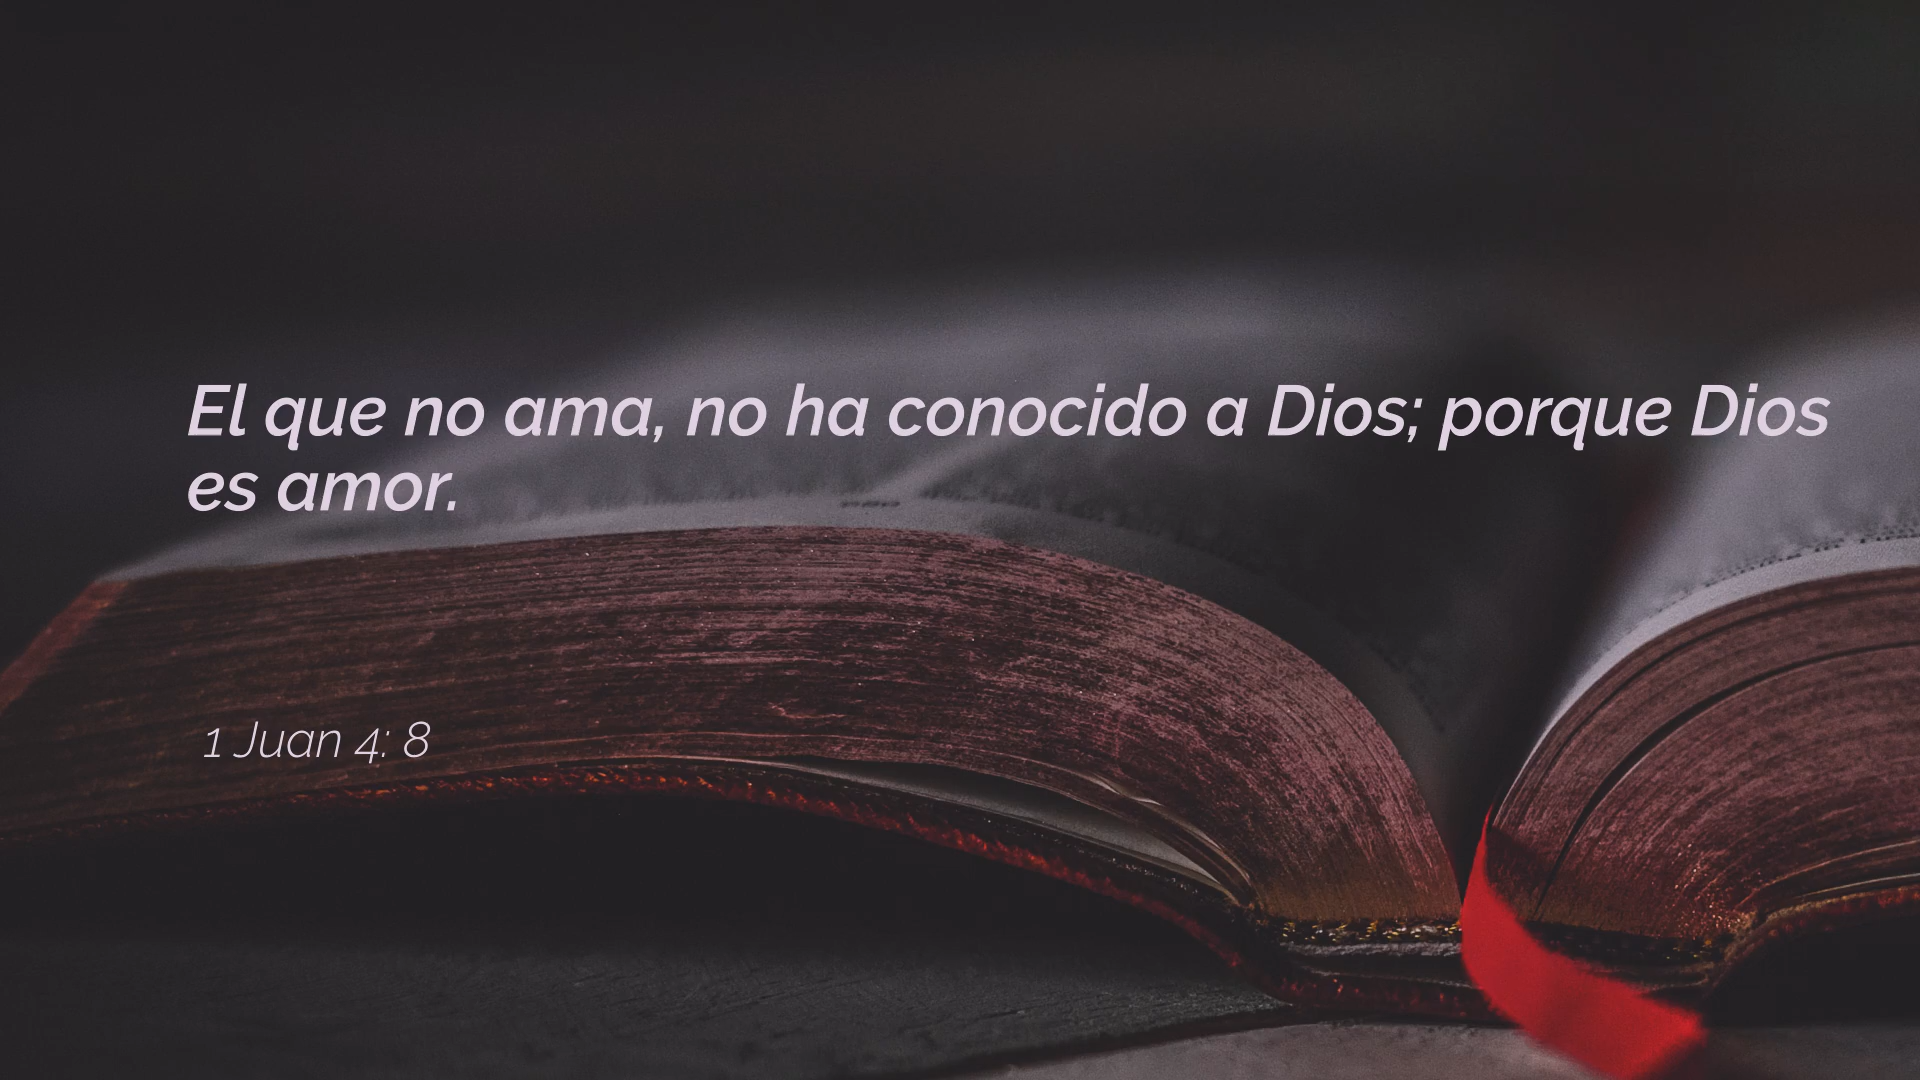 El que no ama, no ha conocido a Dios; porque Dios
es amor.
1 Juan 4: 8